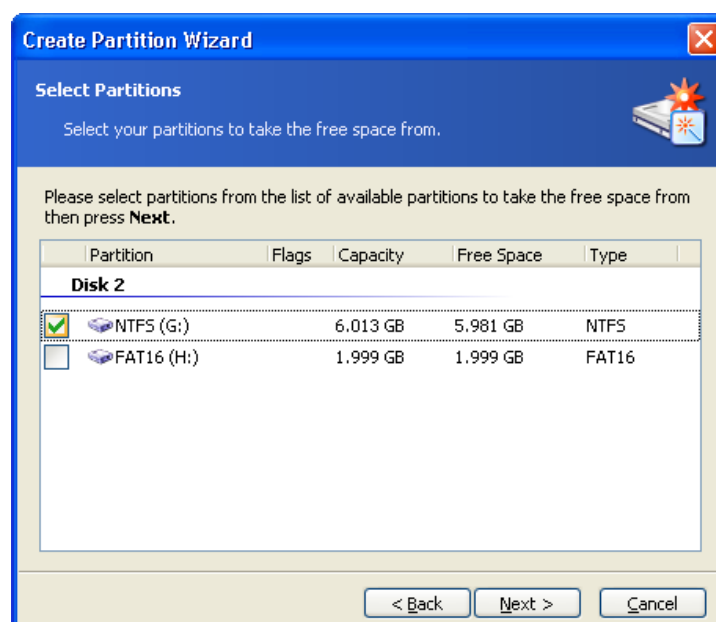 Create Partition Wizard
Select Partitions
Select your partitions to take the free space from.
Please select partitions from the list of available partitions to take the free space from
then press Next.
Partition Flags Capacity Free Space Type
Disk 2
NTFS (G:) 6.013 GB 5.981 GB NTFS
FAT16 (H:) 1.999 GB 1.999 GB FAT16
< Back Next > Cancel